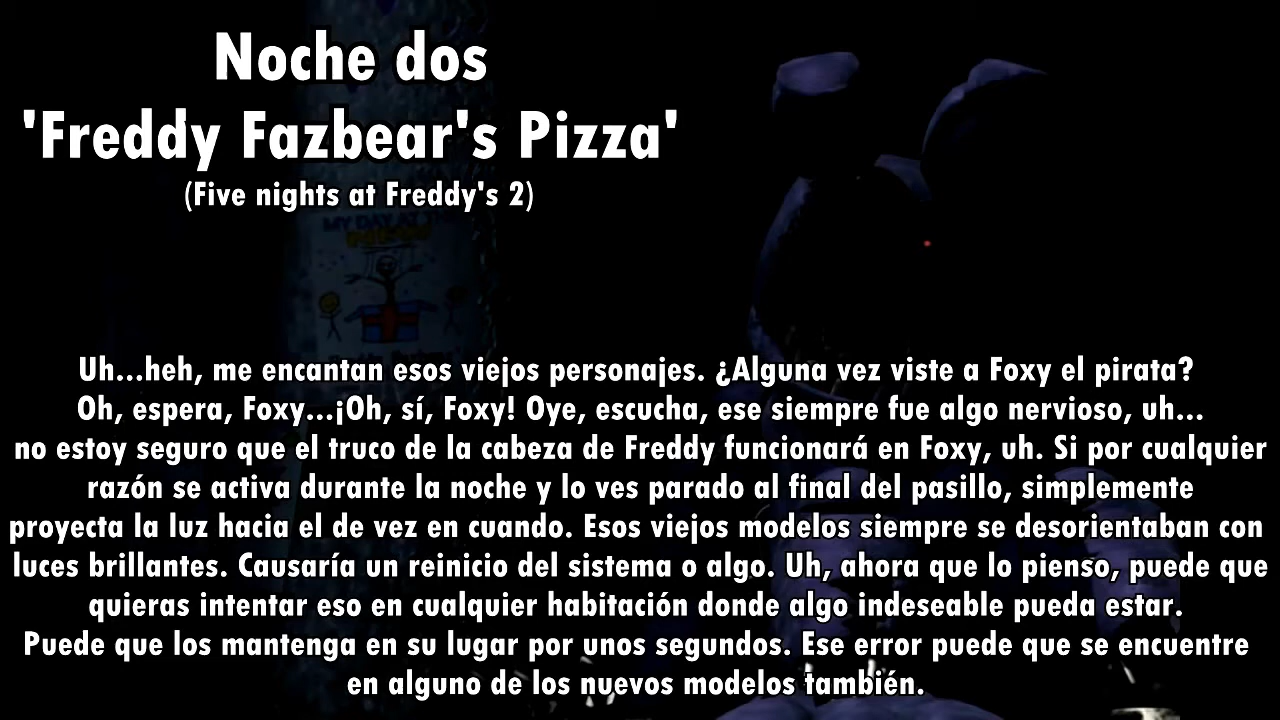 Noche dos
'Freddy Fazbear's Pizza'
(Five nights at Freddy's 2)
MY DAY AT THE
Uh...heh, me encantan esos viejos personajes. ¿Alguna vez viste a Foxy el pirata?
Oh, espera, Foxy...¡Oh, sí, Foxy! Oye, escucha, ese siempre fue algo nervioso, uh...
no estoy seguro que el truco de la cabeza de Freddy funcionará en Foxy, uh. Si por cualquier
razón se activa durante la noche y lo ves parado al final del pasillo, simplemente
proyecta la luz hacia el de vez en cuando. Esos viejos modelos siempre se desorientaban con
luces brillantes. Causaría un reinicio del sistema o algo. Uh, ahora que lo pienso, puede que
quieras intentar eso en cualquier habitación donde algo indeseable pueda estar.
Puede que los mantenga en su lugar por unos segundos. Ese error puede que se encuentre
en alguno de los nuevos modelos también.